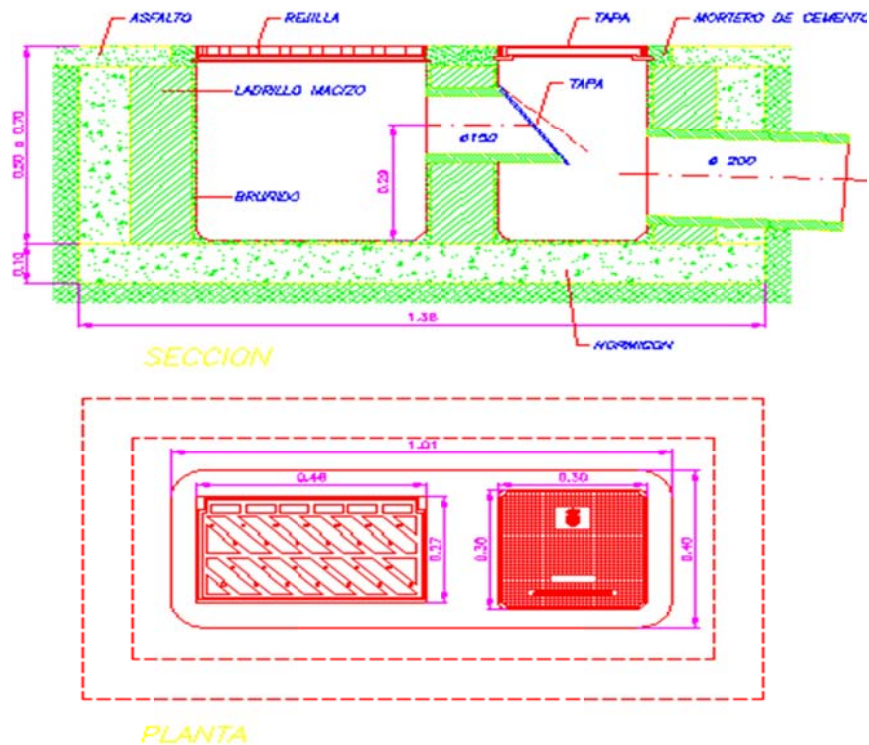 ASFALTO
REJILLA
TAPA
MORTERO DE CEMENTO
LADRILLO MACIZO
TAPA
ø150
ø 200
0.50 a 0.70
0.29
BRUÑIDO
0.10
1.38
HORMIGON
SECCION
1.01
0.46
0.30
0.27
0.30
0.40
PLANTA